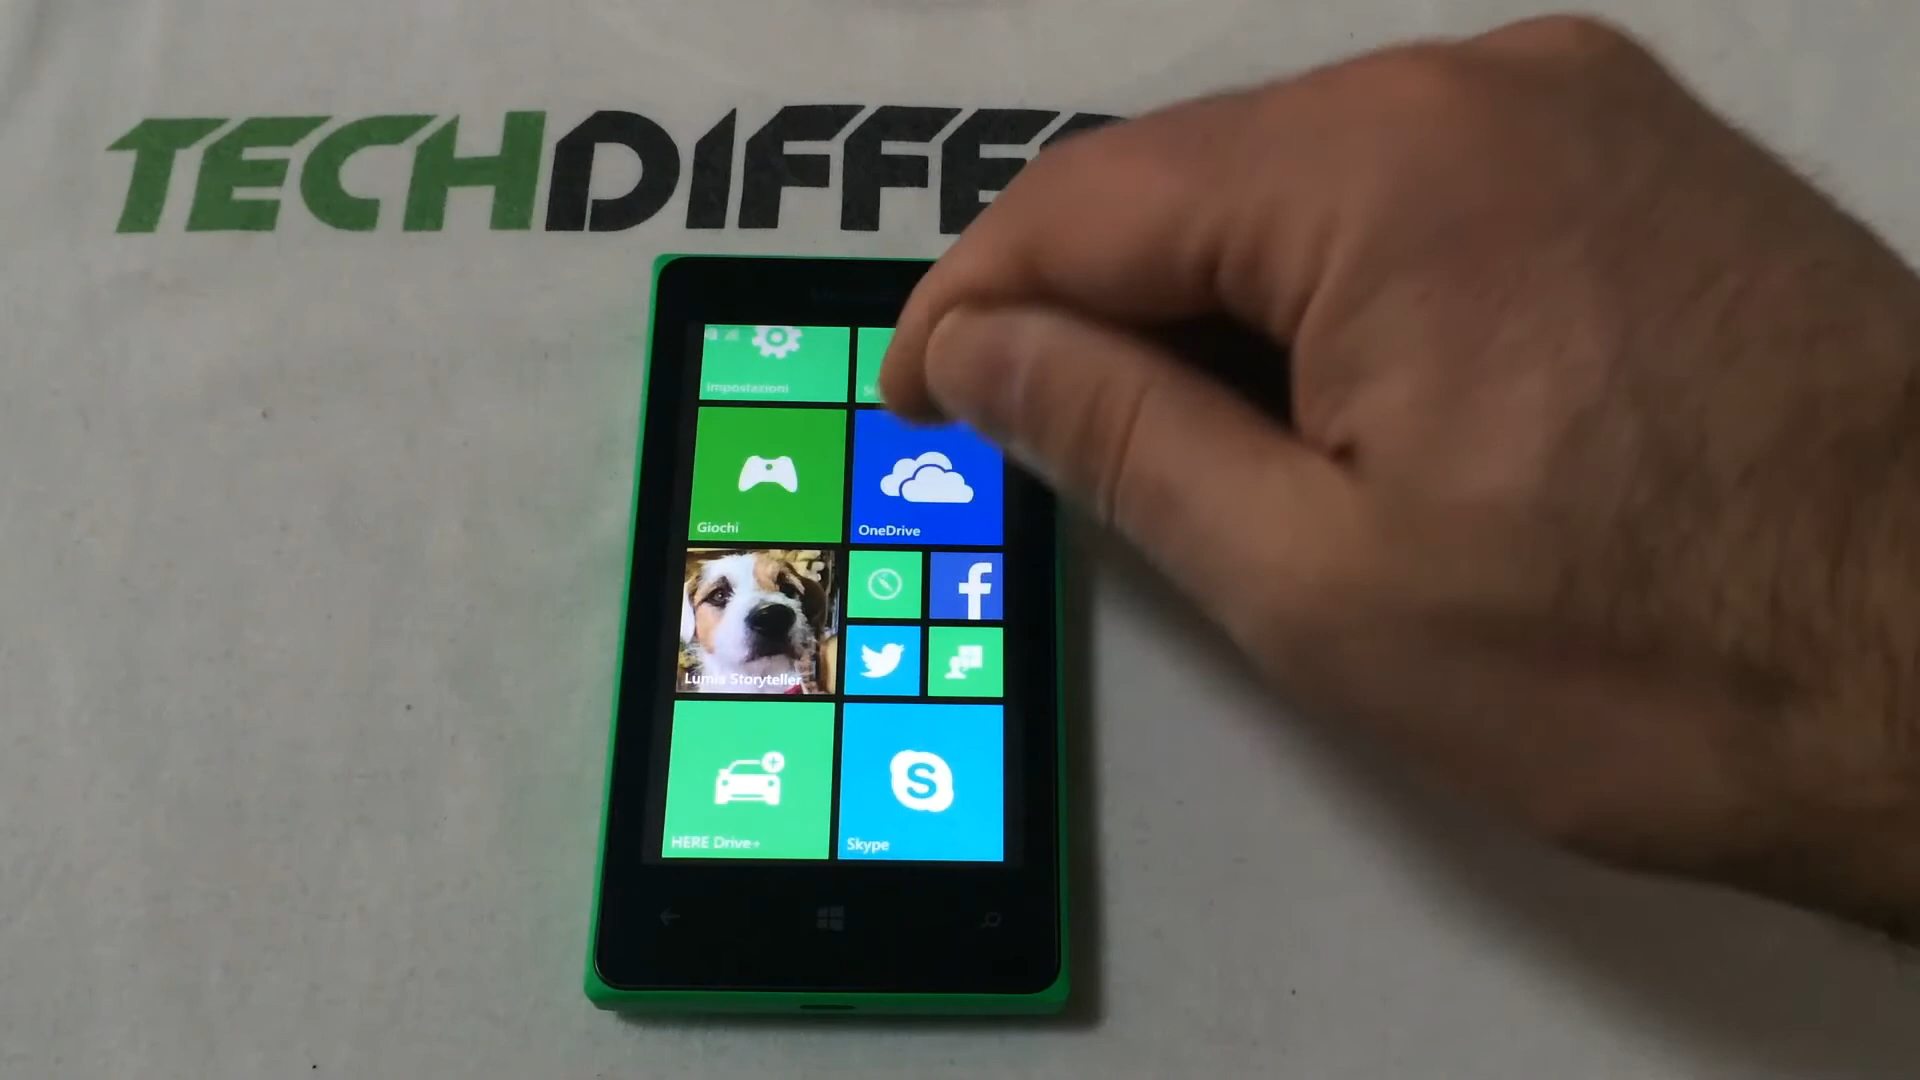 TECHDIFFE
Impostazioni
Giochi
OneDrive
Lumia Storyteller
HERE Drive+
Skype